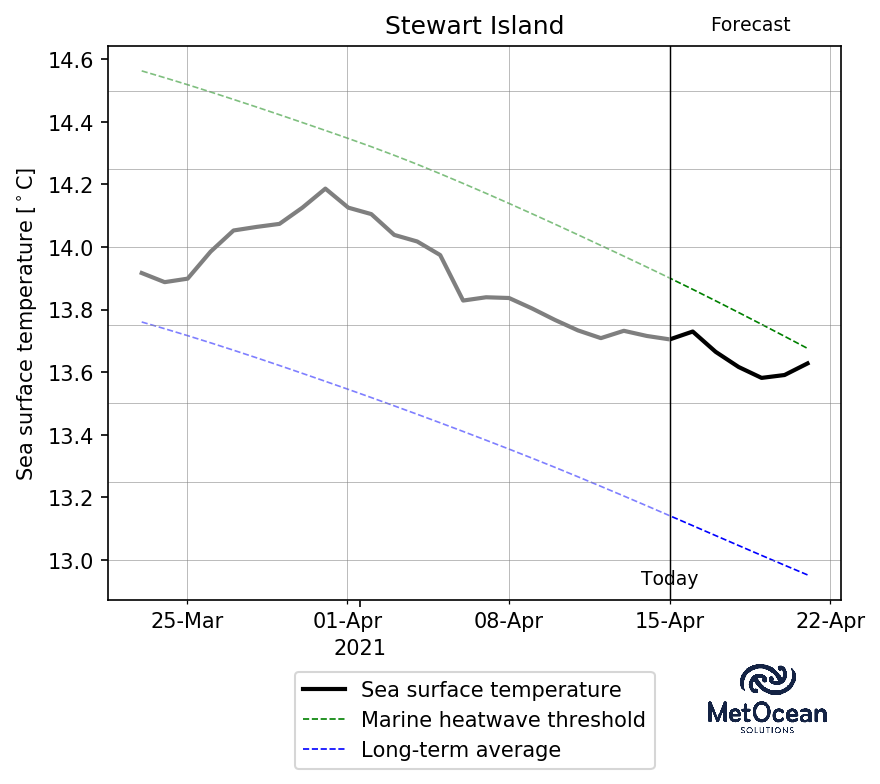 Stewart Island
Forecast
14.6
14.4
14.2
14.0
13.8
13.6
13.4
13.2
13.0
Sea surface temperature [°C]
Today
25-Mar
01-Apr
08-Apr
15-Apr
22-Apr
2021
Sea surface temperature
Marine heatwave threshold
Long-term average
MetOcean
SOLUTIONS